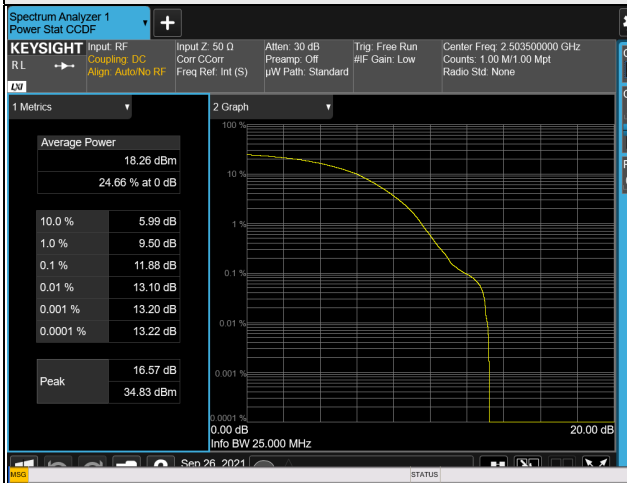 Spectrum Analyzer 1
Power Stat CCDF
+
KEYSIGHT
RL
LXI
Input: RF
Coupling: DC
Align: Auto/No RF
Input Z: 50 Ω
Corr CCorr
Freq Ref: Int (S)
Atten: 30 dB
Preamp: Off
µW Path: Standard
Trig: Free Run
#IF Gain: Low
Center Freq: 2.503500000 GHz
Counts: 1.00 M/1.00 Mpt
Radio Std: None
1 Metrics
Average Power
18.26 dBm
24.66 % at 0 dB
10.0 % 5.99 dB
1.0 % 9.50 dB
0.1 % 11.88 dB
0.01 % 13.10 dB
0.001 % 13.20 dB
0.0001 % 13.22 dB
Peak
16.57 dB
34.83 dBm
2 Graph
100 %
10 %
1 %
0.1 %
0.01 %
0.001 %
0.0001 %
0.00 dB 20.00 dB
Info BW 25.000 MHz
Sep 26, 2021
MSG STATUS